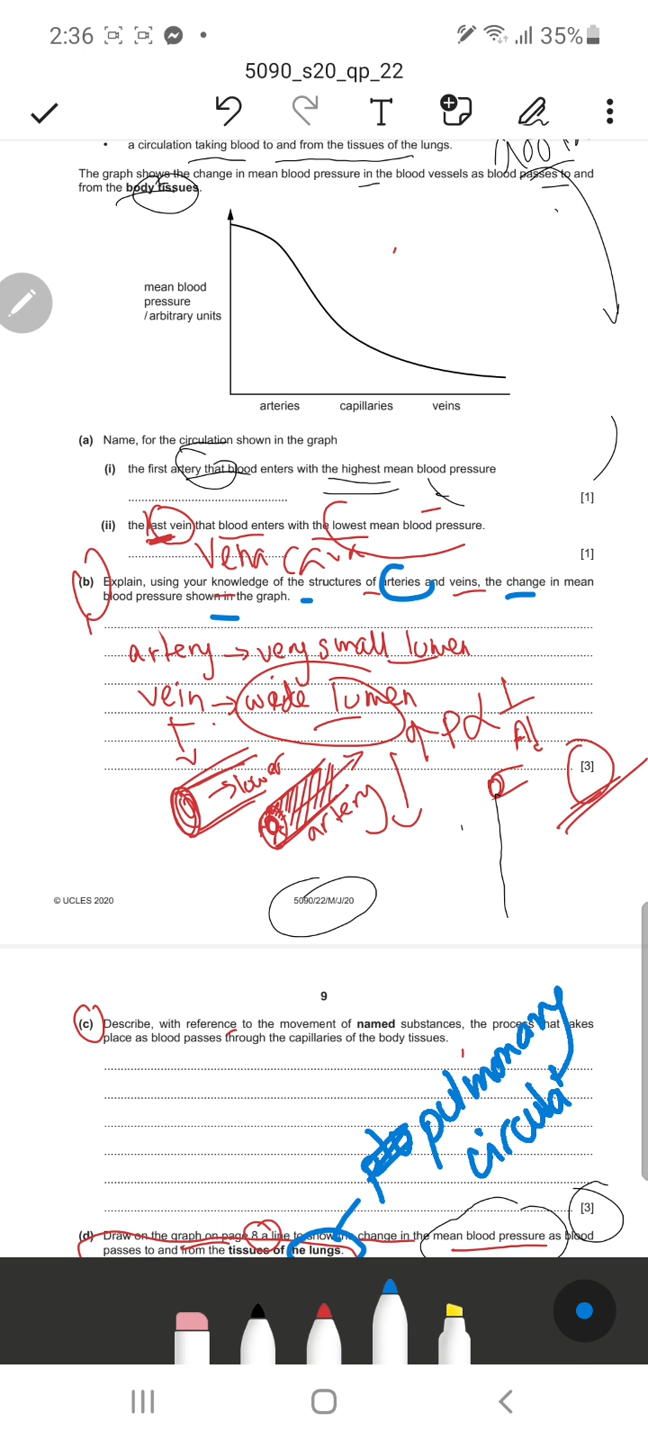 2:36
35%
5090_s20_qp_22
T
• a circulation taking blood to and from the tissues of the lungs.
The graph shows the change in mean blood pressure in the blood vessels as blood passes to and
from the body tissues.
mean blood
pressure
/ arbitrary units
arteries capillaries veins
(a) Name, for the circulation shown in the graph
(i) the first artery that blood enters with the highest mean blood pressure
[1]
(ii) the last vein that blood enters with the lowest mean blood pressure.
Vena cava
[1]
(b) Explain, using your knowledge of the structures of arteries and veins, the change in mean
blood pressure shown in the graph.
artery → very small lumen
vein → wide lumen
[3]
→ slower
artery
© UCLES 2020
5090/22/M/J/20
9
(c) Describe, with reference to the movement of named substances, the process that takes
place as blood passes through the capillaries of the body tissues.
pulmonary
circulat
[3]
(d) Draw on the graph on page 8 a line to show the change in the mean blood pressure as blood
passes to and from the tissues of the lungs.